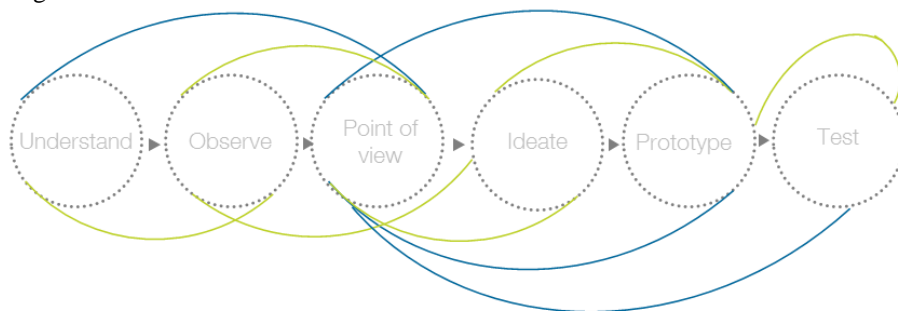 Understand
Observe
Point of
view
Ideate
Prototype
Test